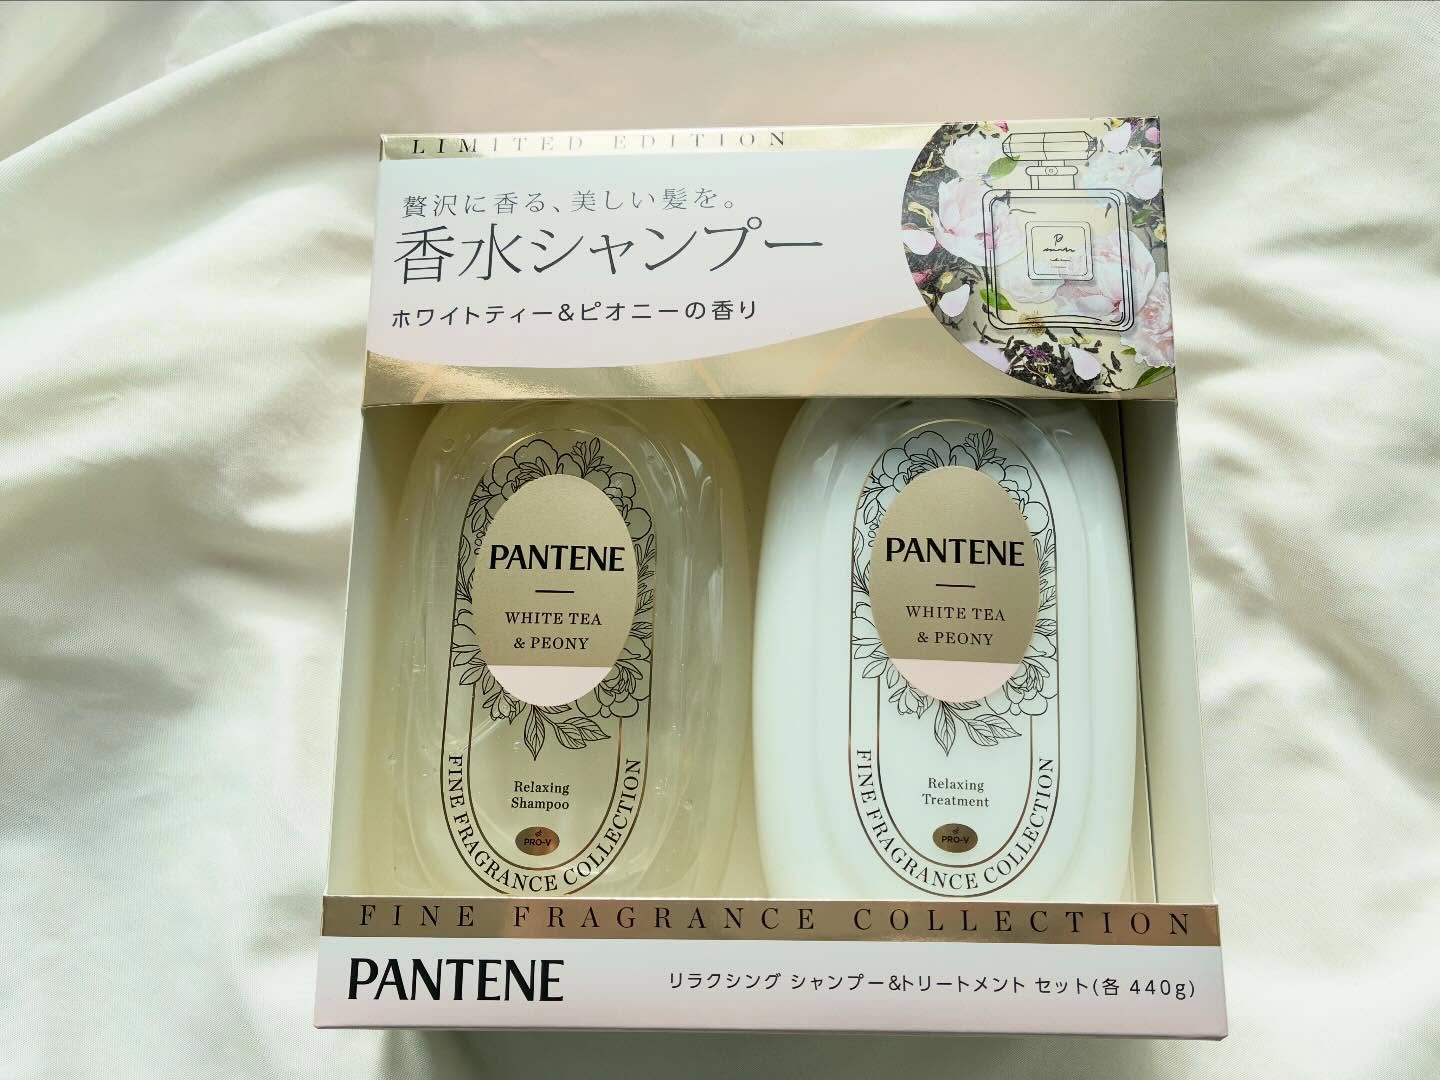 LIMITED EDITION
贅沢に香る、美しい髪を。
香水シャンプー
ホワイトティー&ピオニーの香り
P
PANTENE
WHITE TEA
& PEONY
Relaxing
Shampoo
PRO-V
FINE FRAGRANCE COLLECTION
PANTENE
WHITE TEA
& PEONY
Relaxing
Treatment
PRO-V
FINE FRAGRANCE COLLECTION
FINE FRAGRANCE COLLECTION
PANTENE
リラクシング シャンプー&トリートメント セット(各 440g)